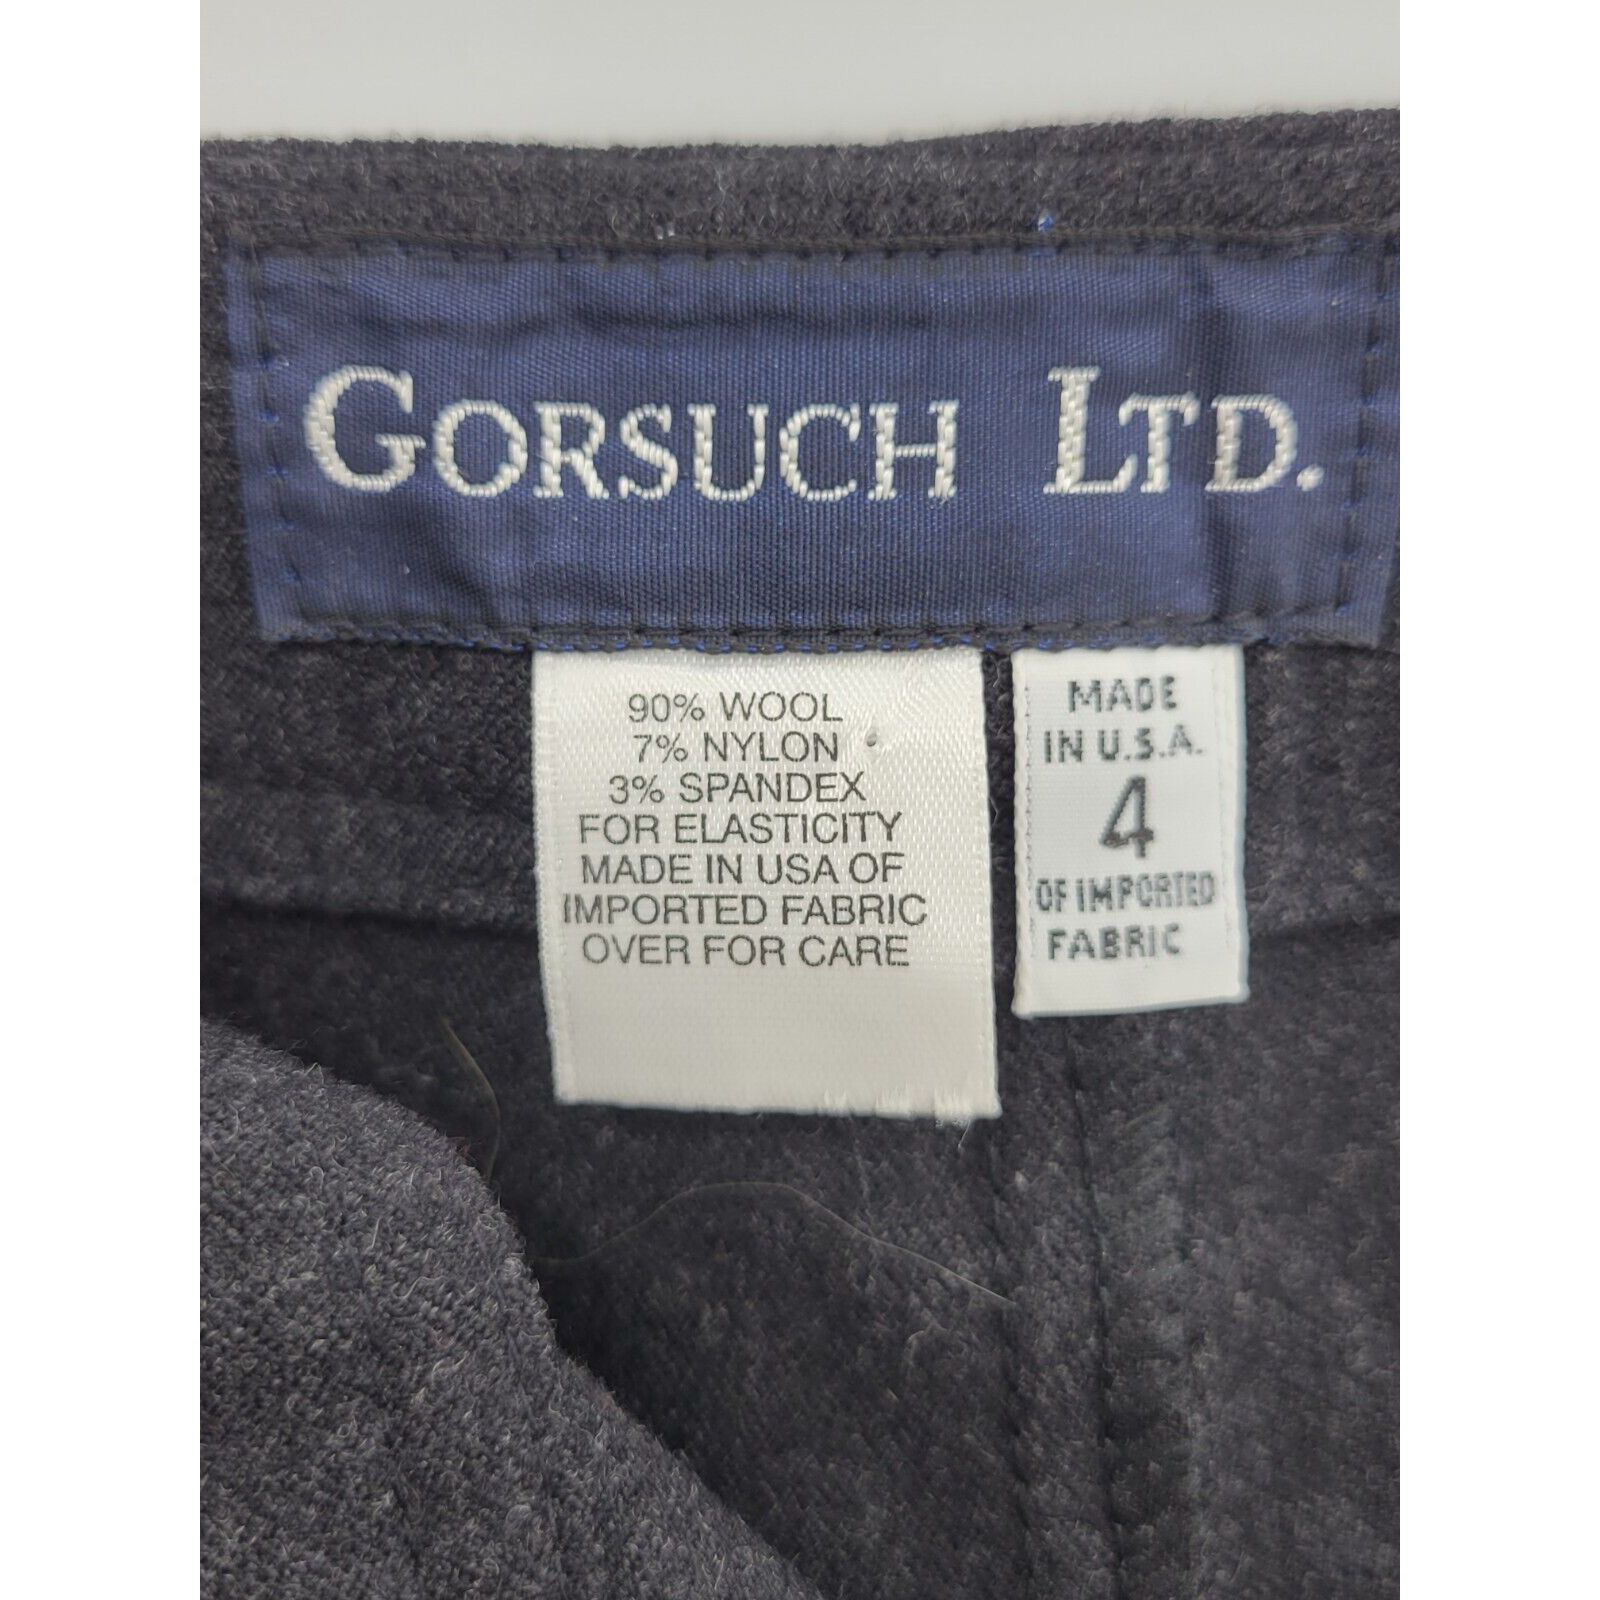 GORSUCH LTD.
90% WOOL
7% NYLON
3% SPANDEX
FOR ELASTICITY
MADE IN USA OF
IMPORTED FABRIC
OVER FOR CARE
MADE
IN U.S.A.
4
OF IMPORTED
FABRIC